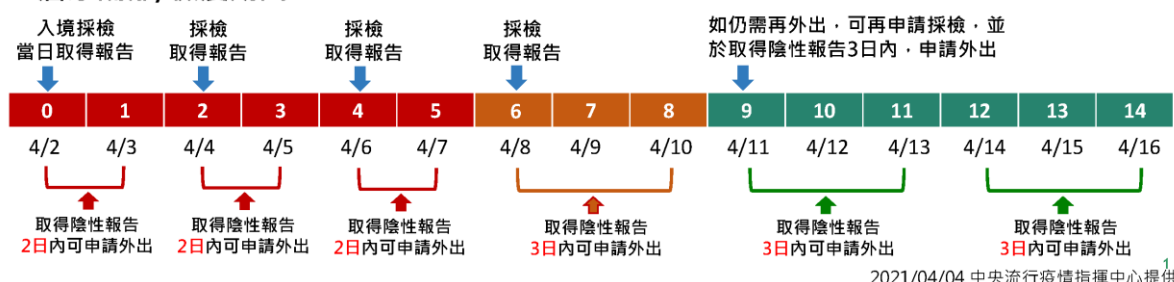 入境採檢
當日取得報告
採檢
取得報告
採檢
取得報告
採檢
取得報告
如仍需再外出，可再申請採檢，並
於取得陰性報告3日內，申請外出
0 1 2 3 4 5 6 7 8 9 10 11 12 13 14
4/2 4/3 4/4 4/5 4/6 4/7 4/8 4/9 4/10 4/11 4/12 4/13 4/14 4/15 4/16
取得陰性報告
2日內可申請外出
取得陰性報告
2日內可申請外出
取得陰性報告
2日內可申請外出
取得陰性報告
3日內可申請外出
取得陰性報告
3日內可申請外出
取得陰性報告
3日內可申請外出
1
2021/04/04 中央流行疫情指揮中心提供